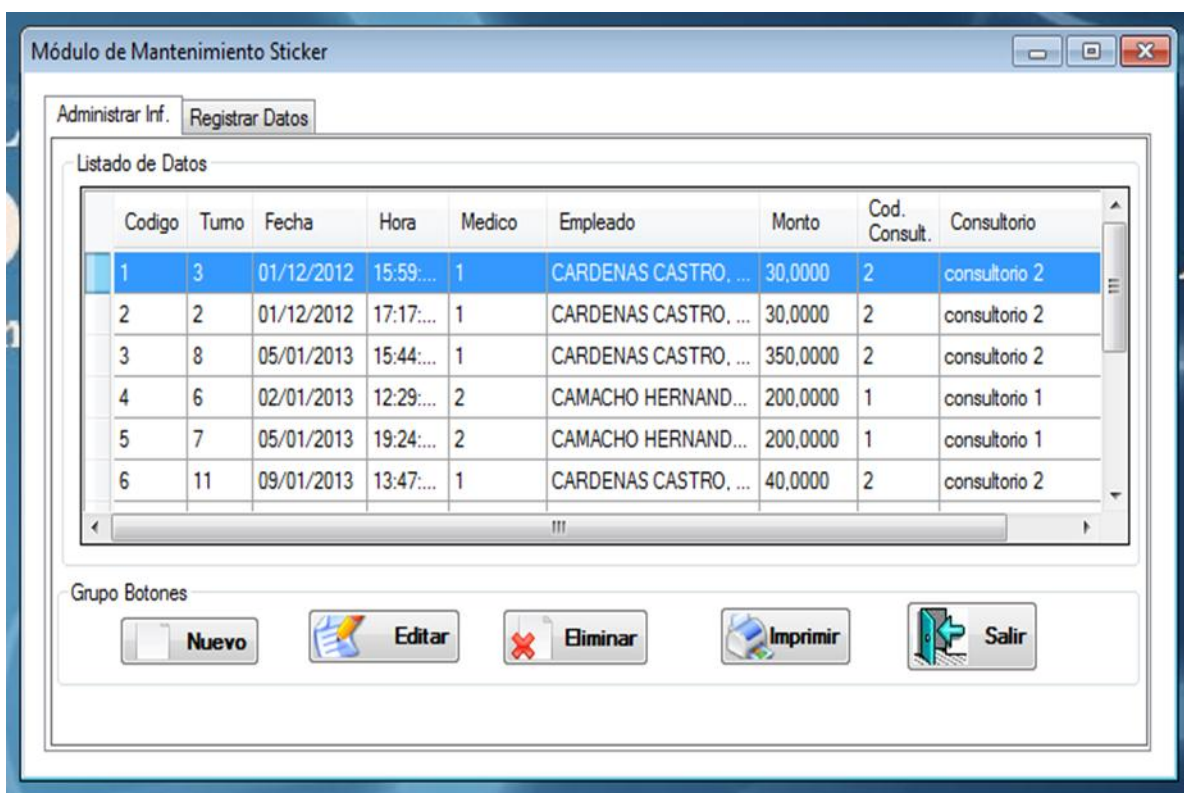 Módulo de Mantenimiento Sticker
Administrar Inf. Registrar Datos
Listado de Datos
Codigo Turno Fecha Hora Medico Empleado Monto Cod. Consult. Consultorio
1 3 01/12/2012 15:59:... 1 CARDENAS CASTRO, ... 30,0000 2 consultorio 2
2 2 01/12/2012 17:17:... 1 CARDENAS CASTRO, ... 30,0000 2 consultorio 2
3 8 05/01/2013 15:44:... 1 CARDENAS CASTRO, ... 350,0000 2 consultorio 2
4 6 02/01/2013 12:29:... 2 CAMACHO HERNAND... 200,0000 1 consultorio 1
5 7 05/01/2013 19:24:... 2 CAMACHO HERNAND... 200,0000 1 consultorio 1
6 11 09/01/2013 13:47:... 1 CARDENAS CASTRO, ... 40,0000 2 consultorio 2
Grupo Botones
Nuevo Editar Eliminar Imprimir Salir